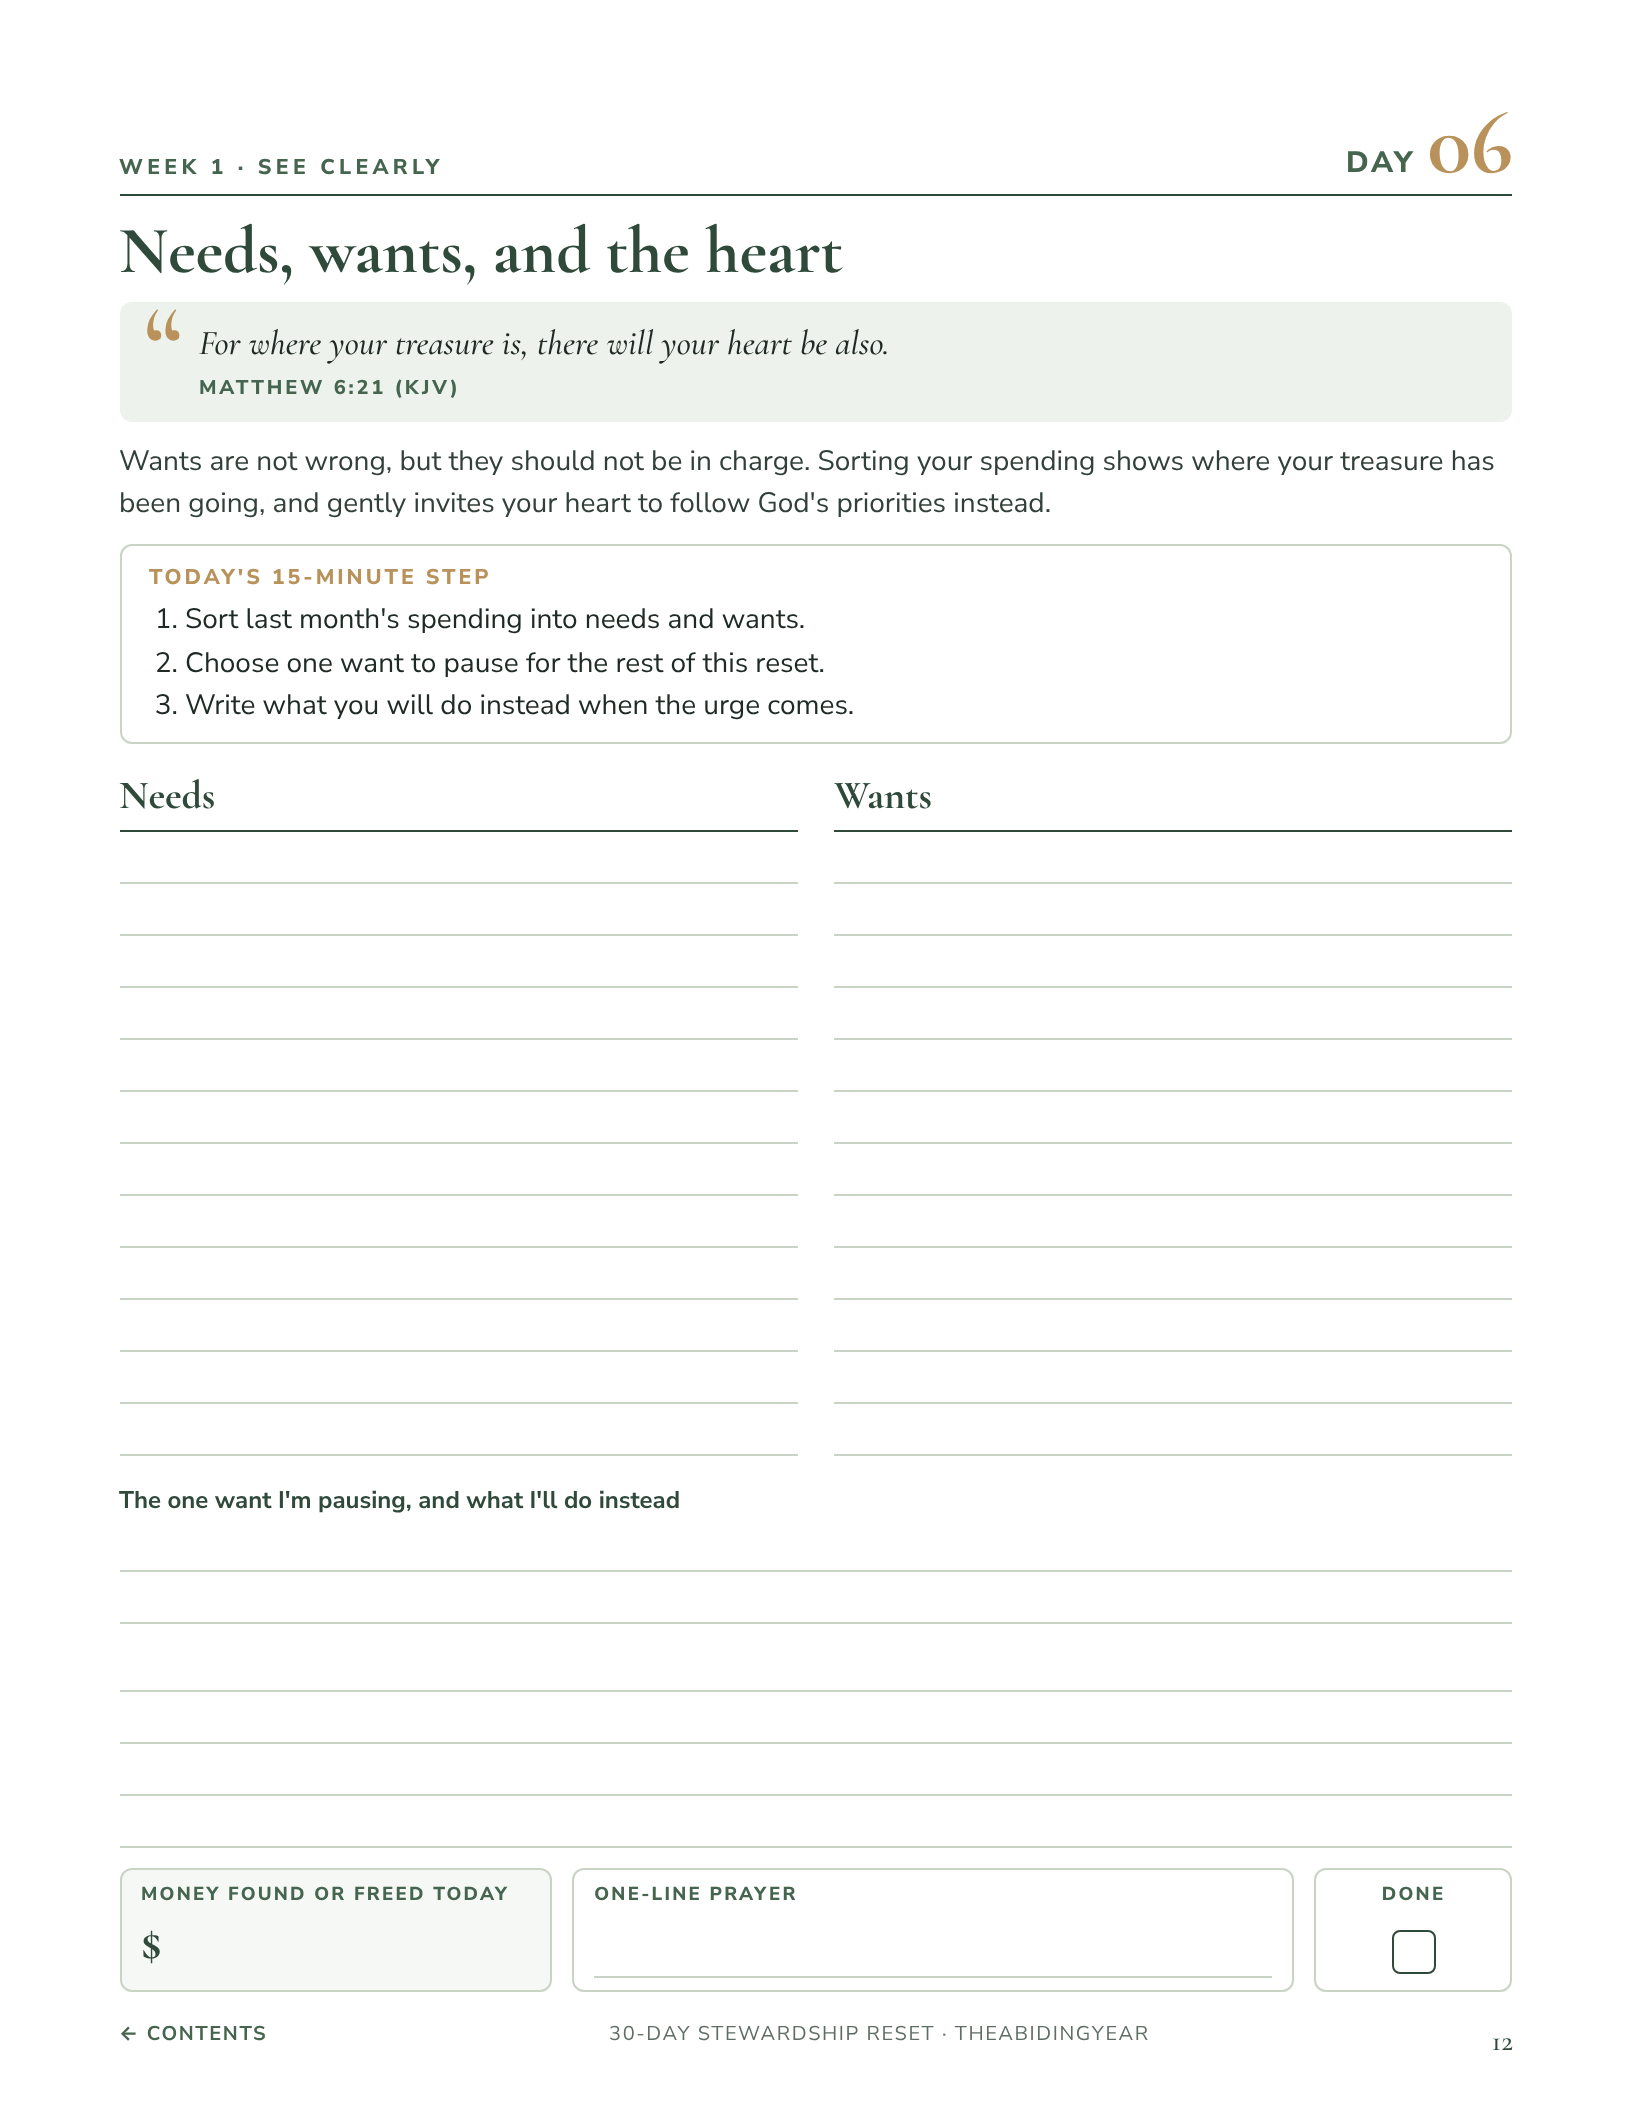 WEEK 1 · SEE CLEARLY
DAY 06
Needs, wants, and the heart
“ For where your treasure is, there will your heart be also.
MATTHEW 6:21 (KJV)
Wants are not wrong, but they should not be in charge. Sorting your spending shows where your treasure has
been going, and gently invites your heart to follow God's priorities instead.
TODAY'S 15-MINUTE STEP
1. Sort last month's spending into needs and wants.
2. Choose one want to pause for the rest of this reset.
3. Write what you will do instead when the urge comes.
Needs
Wants
The one want I'm pausing, and what I'll do instead
MONEY FOUND OR FREED TODAY
$
ONE-LINE PRAYER
DONE
← CONTENTS
30-DAY STEWARDSHIP RESET · THEABIDINGYEAR
12